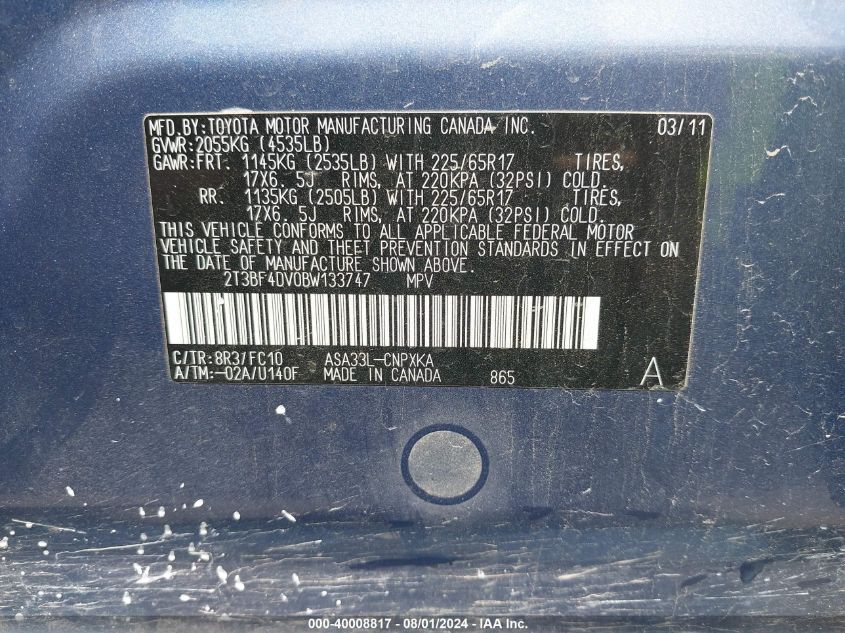 MFD.BY:TOYOTA MOTOR MANUFACTURING CANADA INC. 03/11
GVWR:2055KG (4535LB)
GAWR:FRT. 1145KG (2535LB) WITH 225/65R17 TIRES,
17X6.5J RIMS, AT 220KPA (32PSI) COLD.
RR. 1135KG (2505LB) WITH 225/65R17 TIRES,
17X6.5J RIMS, AT 220KPA (32PSI) COLD.
THIS VEHICLE CONFORMS TO ALL APPLICABLE FEDERAL MOTOR
VEHICLE SAFETY AND THEFT PREVENTION STANDARDS IN EFFECT ON
THE DATE OF MANUFACTURE SHOWN ABOVE.
2T3BF4DV0BW133747 MPV
C/TR:8R3/FC10 ASA33L-CNPXKA
A/TM:-02A/U140F MADE IN CANADA 865 A
000-40008817 - 08/01/2024 - IAA Inc.